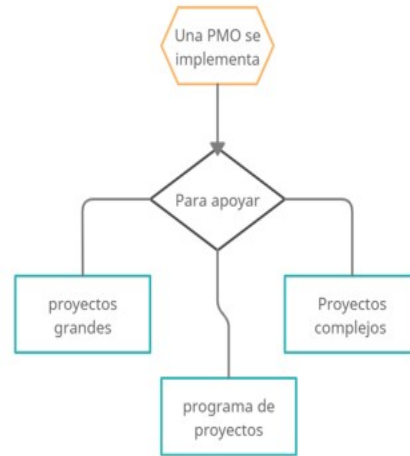 Una PMO se
implementa
Para apoyar
proyectos
grandes
Proyectos
complejos
programa de
proyectos